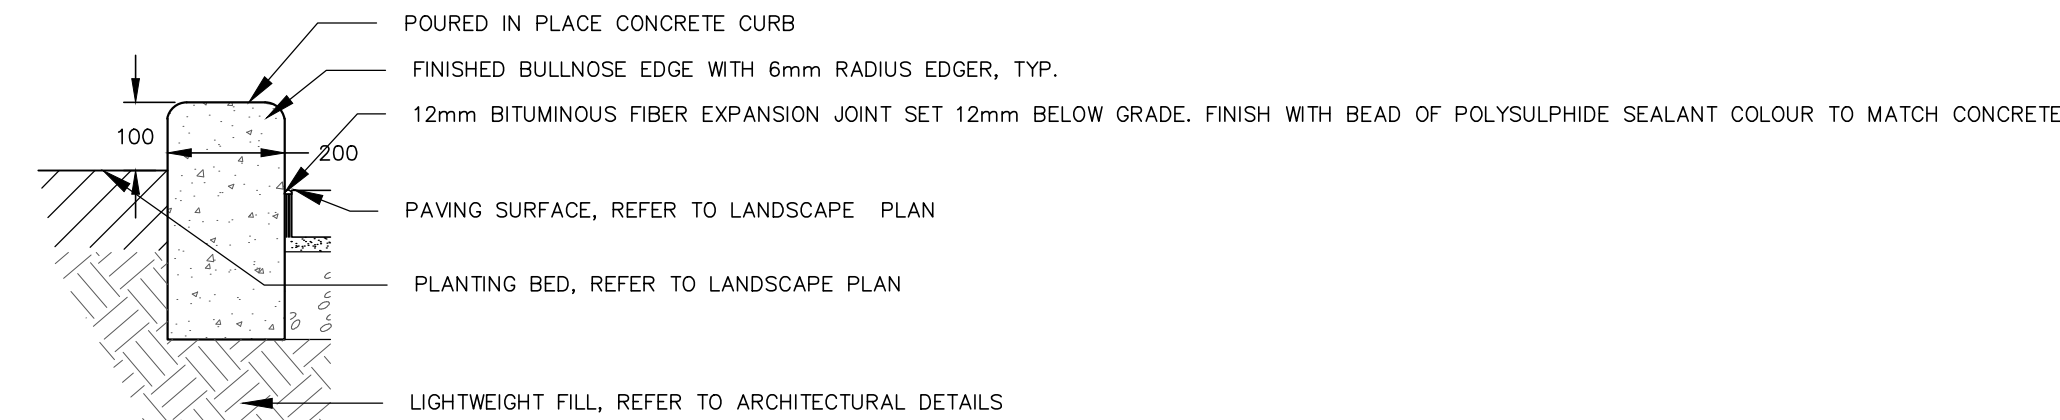 POURED IN PLACE CONCRETE CURB
FINISHED BULLNOSE EDGE WITH 6mm RADIUS EDGER, TYP.
12mm BITUMINOUS FIBER EXPANSION JOINT SET 12mm BELOW GRADE. FINISH WITH BEAD OF POLYSULPHIDE SEALANT COLOUR TO MATCH CONCRETE
100
200
PAVING SURFACE, REFER TO LANDSCAPE PLAN
PLANTING BED, REFER TO LANDSCAPE PLAN
LIGHTWEIGHT FILL, REFER TO ARCHITECTURAL DETAILS